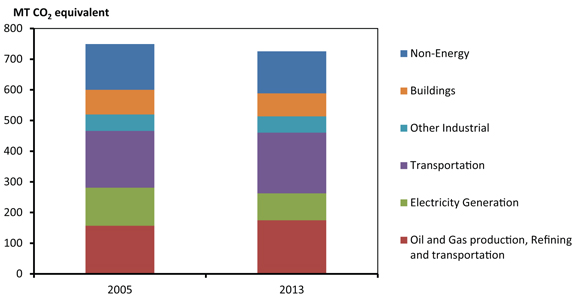 MT CO₂ equivalent
800
700
600
500
400
300
200
100
0
2005
2013
Non-Energy
Buildings
Other Industrial
Transportation
Electricity Generation
Oil and Gas production, Refining
and transportation